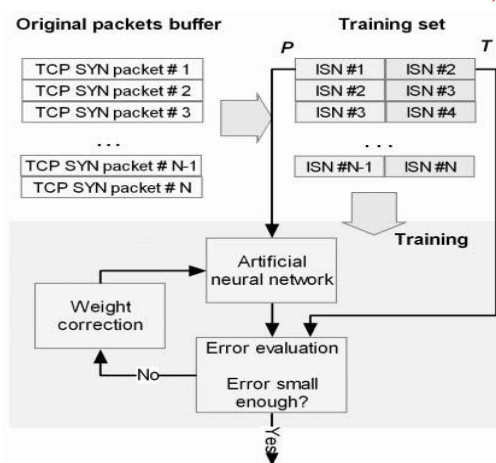 Original packets buffer
Training set
P
T
TCP SYN packet # 1
TCP SYN packet # 2
TCP SYN packet # 3
...
TCP SYN packet # N-1
TCP SYN packet # N
ISN #1 ISN #2
ISN #2 ISN #3
ISN #3 ISN #4
...
ISN #N-1 ISN #N
Training
Artificial
neural network
Weight
correction
Error evaluation
Error small
enough?
No
Yes